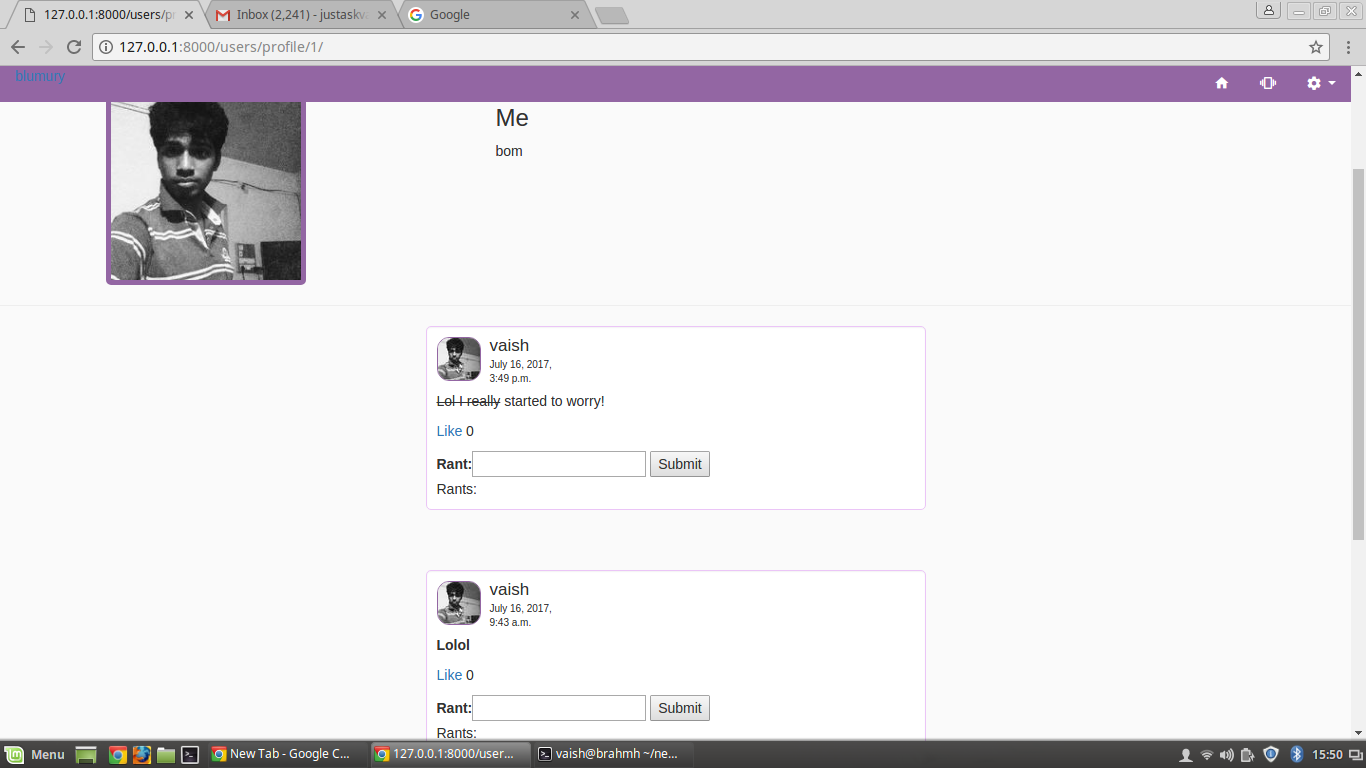 127.0.0.1:8000/users/pr
Inbox (2,241) - justaskva
Google
127.0.0.1:8000/users/profile/1/
blumury
Me
bom
vaish
July 16, 2017,
3:49 p.m.
Lol I really started to worry!
Like 0
Rant: Submit
Rants:
vaish
July 16, 2017,
9:43 a.m.
Lolol
Like 0
Rant: Submit
Rants:
Menu New Tab - Google C... 127.0.0.1:8000/user... vaish@brahmh ~/ne... 15:50